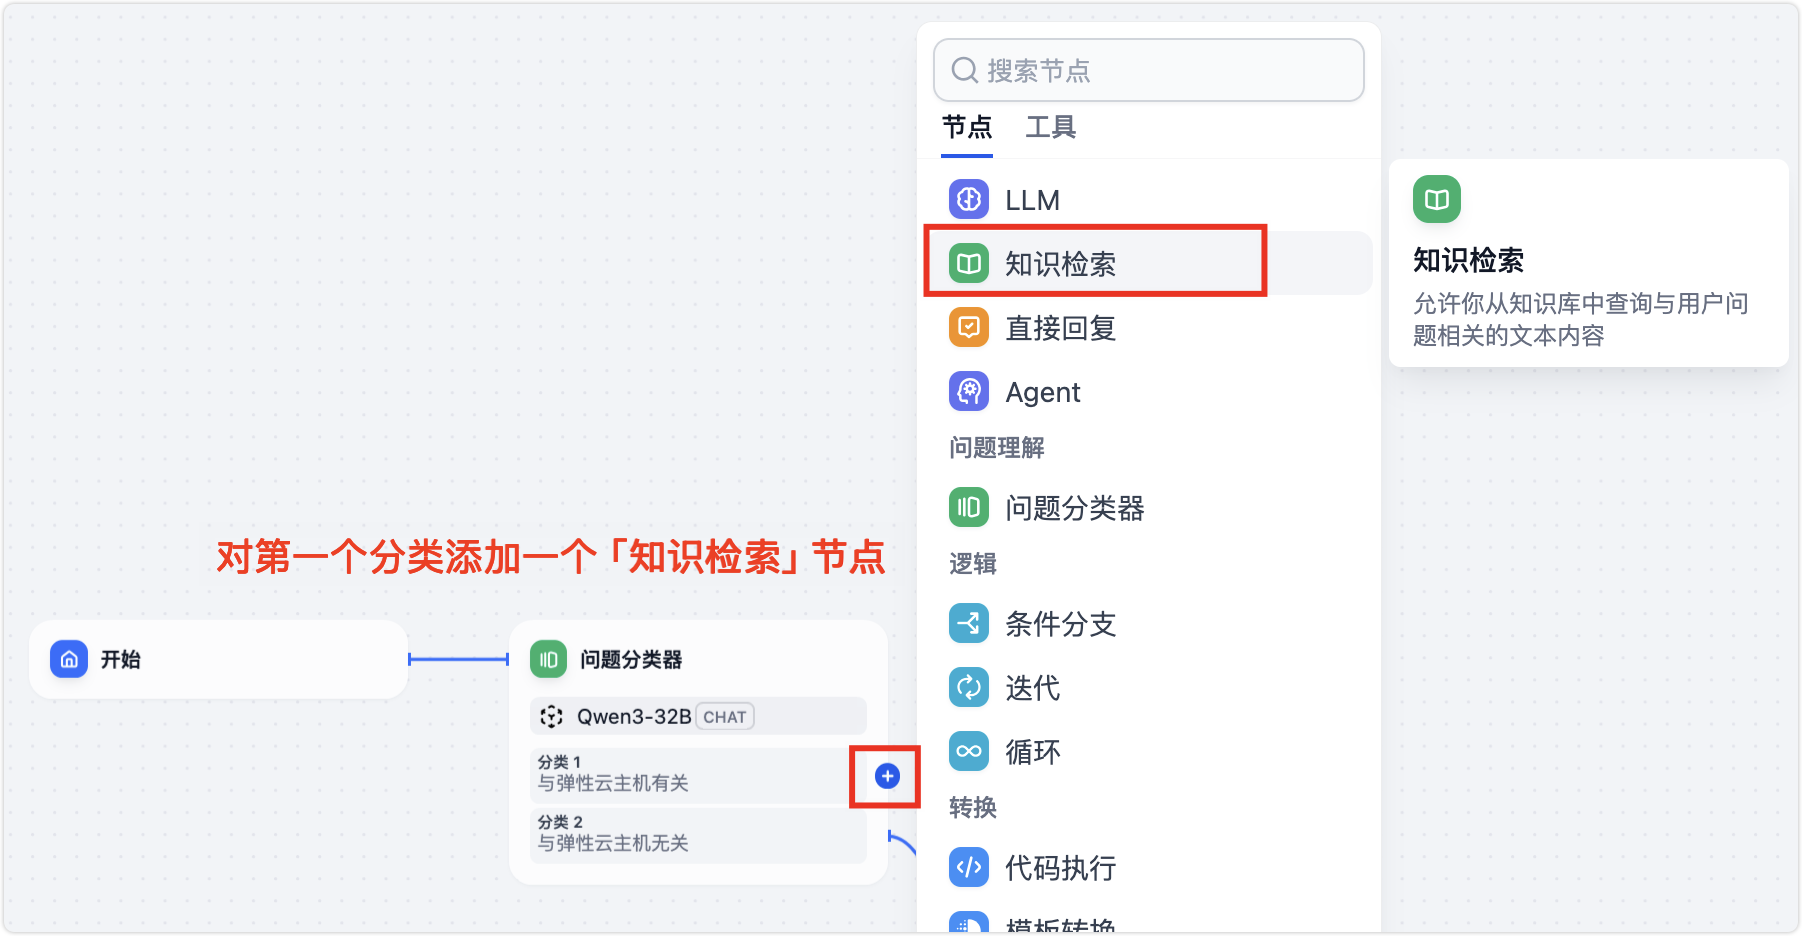 搜索节点
节点 工具
LLM
知识检索
直接回复
Agent
问题理解
问题分类器
逻辑
条件分支
迭代
循环
转换
代码执行
模板转换
知识检索
允许你从知识库中查询与用户问
题相关的文本内容
对第一个分类添加一个「知识检索」节点
开始
问题分类器
Qwen3-32B CHAT
分类 1
与弹性云主机有关
分类 2
与弹性云主机无关